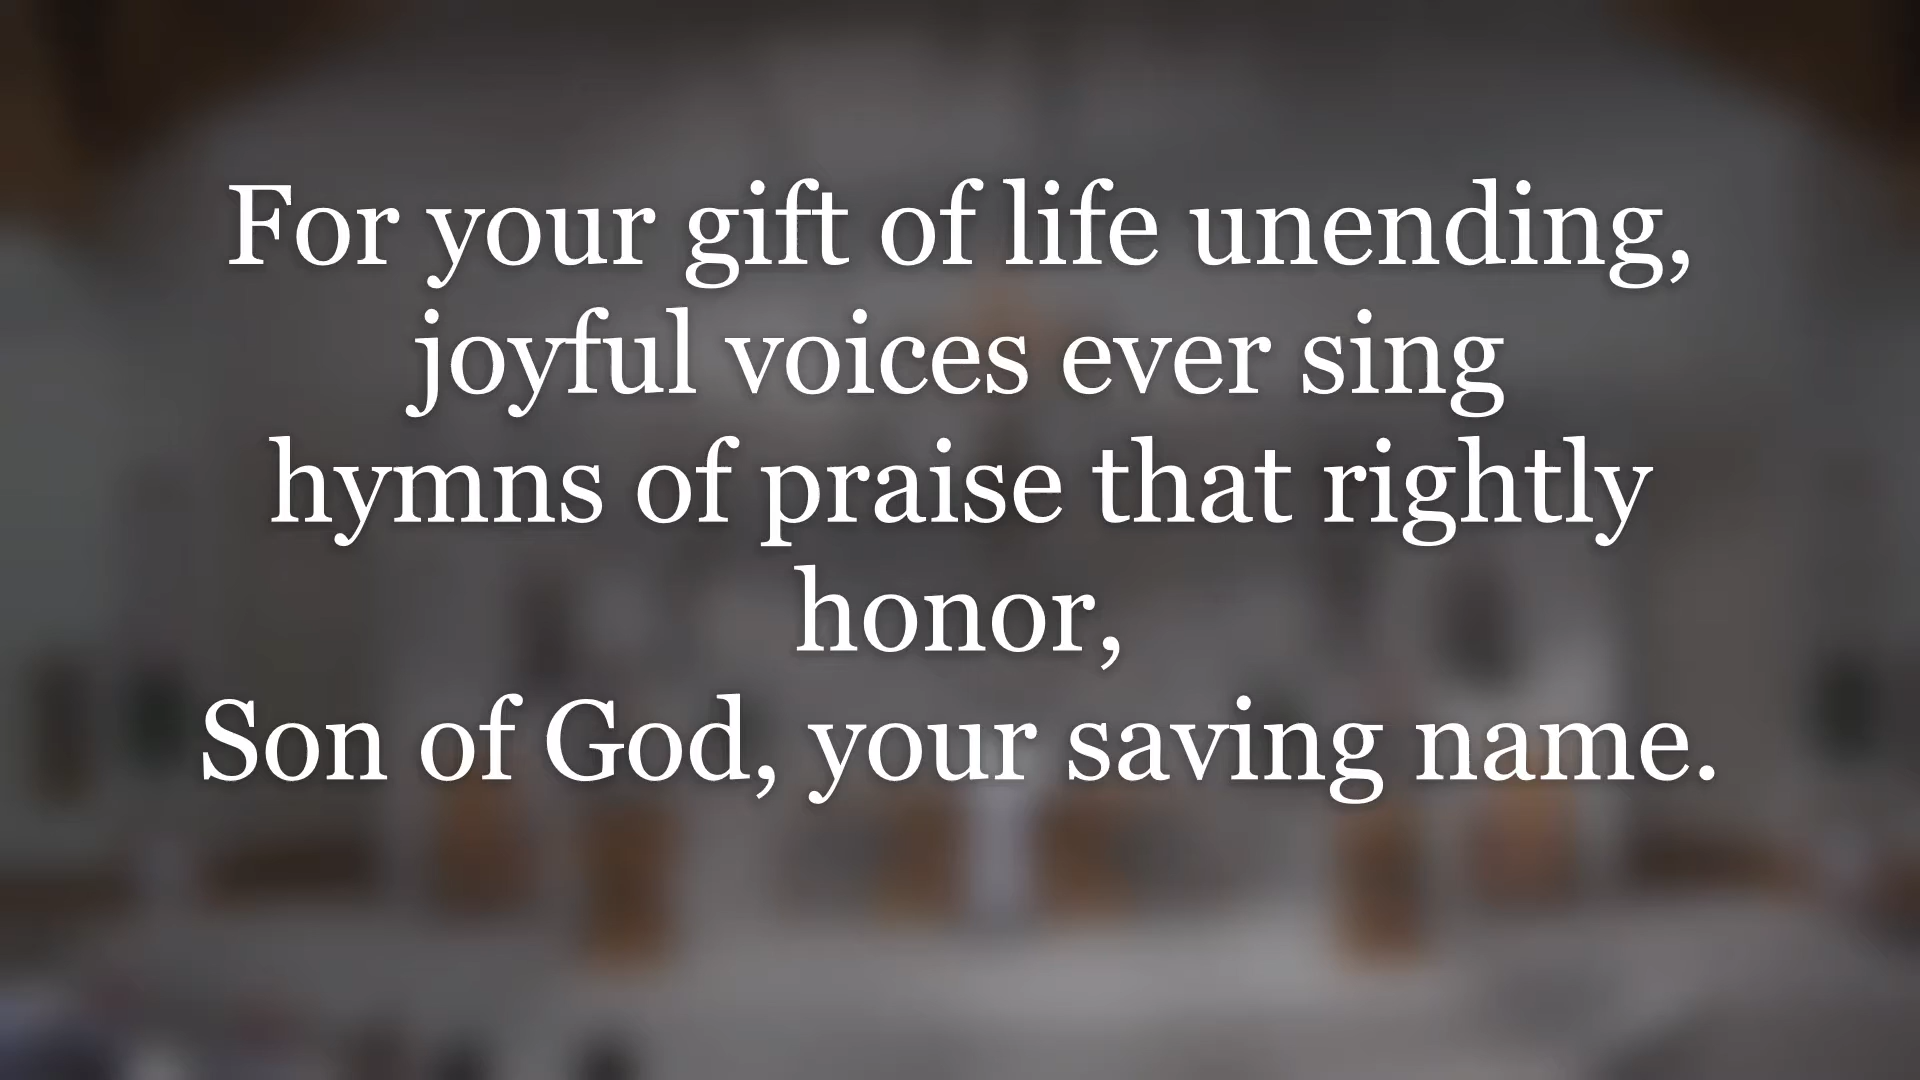 For your gift of life unending,
joyful voices ever sing
hymns of praise that rightly
honor,
Son of God, your saving name.